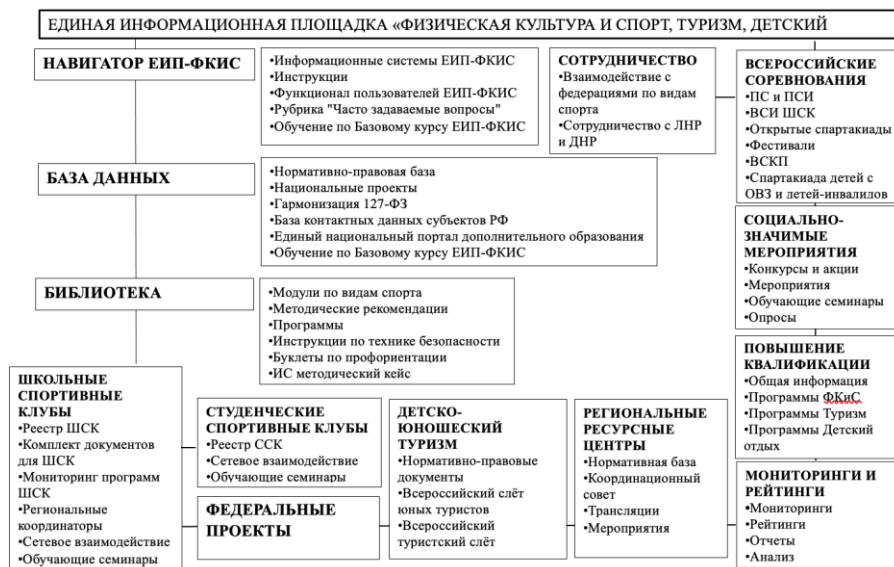 ЕДИНАЯ ИНФОРМАЦИОННАЯ ПЛОЩАДКА «ФИЗИЧЕСКАЯ КУЛЬТУРА И СПОРТ, ТУРИЗМ, ДЕТСКИЙ
НАВИГАТОР ЕИП-ФКИС
•Информационные системы ЕИП-ФКИС
•Инструкции
•Функционал пользователей ЕИП-ФКИС
•Рубрика "Часто задаваемые вопросы"
•Обучение по Базовому курсу ЕИП-ФКИС
СОТРУДНИЧЕСТВО
•Взаимодействие с
федерациями по видам
спорта
•Сотрудничество с ЛНР
и ДНР
ВСЕРОССИЙСКИЕ
СОРЕВНОВАНИЯ
•ПС и ПСИ
•ВСИ ШСК
•Открытые спартакиады
•Фестивали
•ВСКП
•Спартакиада детей с
ОВЗ и детей-инвалидов
БАЗА ДАННЫХ
•Нормативно-правовая база
•Национальные проекты
•Гармонизация 127-ФЗ
•База контактных данных субъектов РФ
•Единый национальный портал дополнительного образования
•Обучение по Базовому курсу ЕИП-ФКИС
СОЦИАЛЬНО-
ЗНАЧИМЫЕ
МЕРОПРИЯТИЯ
•Конкурсы и акции
•Мероприятия
•Обучающие семинары
•Опросы
БИБЛИОТЕКА
•Модули по видам спорта
•Методические рекомендации
•Программы
•Инструкции по технике безопасности
•Буклеты по профориентации
•ИС методический кейс
ПОВЫШЕНИЕ
КВАЛИФИКАЦИИ
•Общая информация
•Программы ФКиС
•Программы Туризм
•Программы Детский
отдых
ШКОЛЬНЫЕ
СПОРТИВНЫЕ
КЛУБЫ
•Реестр ШСК
•Комплект документов
для ШСК
•Мониторинг программ
ШСК
•Региональные
координаторы
•Сетевое взаимодействие
•Обучающие семинары
СТУДЕНЧЕСКИЕ
СПОРТИВНЫЕ КЛУБЫ
•Реестр ССК
•Сетевое взаимодействие
•Обучающие семинары
ФЕДЕРАЛЬНЫЕ
ПРОЕКТЫ
ДЕТСКО-
ЮНОШЕСКИЙ
ТУРИЗМ
•Нормативно-правовые
документы
•Всероссийский слёт
юных туристов
•Всероссийский
туристский слёт
РЕГИОНАЛЬНЫЕ
РЕСУРСНЫЕ
ЦЕНТРЫ
•Нормативная база
•Координационный
совет
•Трансляции
•Мероприятия
МОНИТОРИНГИ И
РЕЙТИНГИ
•Мониторинги
•Рейтинги
•Отчеты
•Анализ